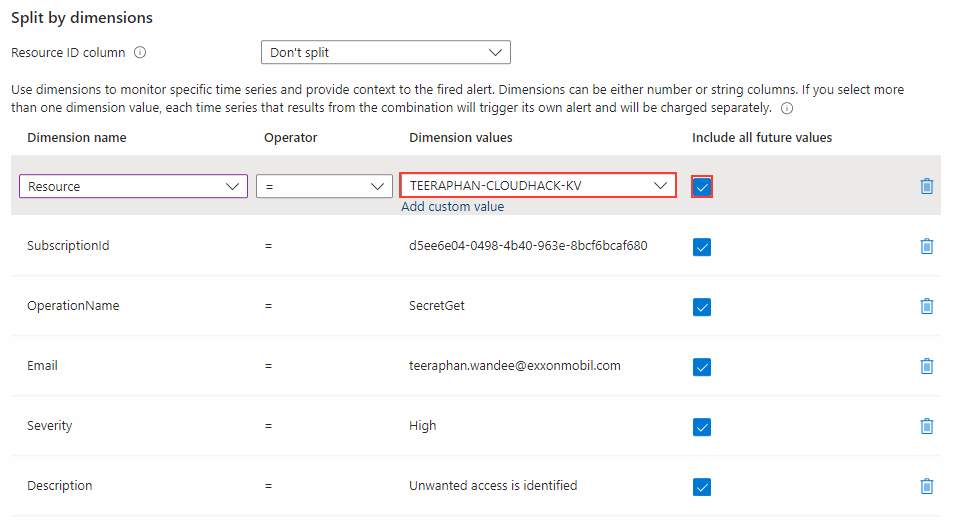 Split by dimensions
Resource ID column
Don't split
Use dimensions to monitor specific time series and provide context to the fired alert. Dimensions can be either number or string columns. If you select more
than one dimension value, each time series that results from the combination will trigger its own alert and will be charged separately.
Dimension name Operator Dimension values Include all future values
Resource = TEERAPHAN-CLOUDHACK-KV
Add custom value
SubscriptionId = d5ee6e04-0498-4b40-963e-8bcf6bcaf680
OperationName = SecretGet
Email = teeraphan.wandee@exxonmobil.com
Severity = High
Description = Unwanted access is identified